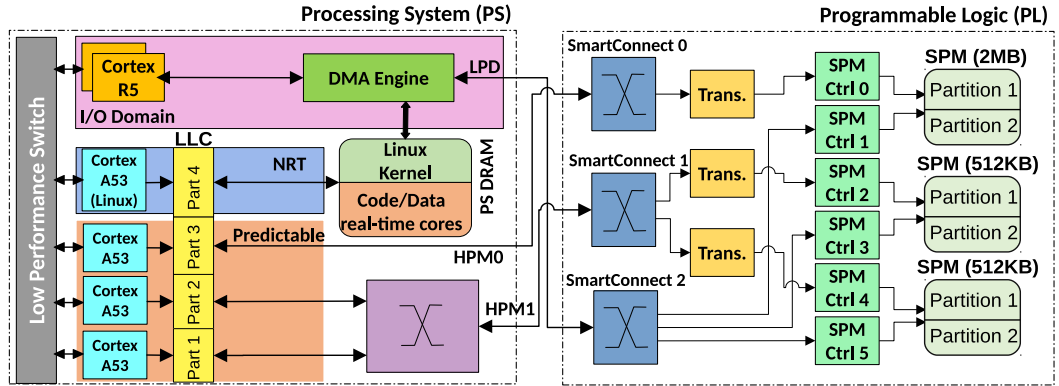 Processing System (PS)
Programmable Logic (PL)
Low Performance Switch
Cortex
R5
I/O Domain
DMA Engine
LPD
LLC
Cortex
A53
(Linux)
Part 4
NRT
Linux
Kernel
Code/Data
real-time cores
PS DRAM
Cortex
A53
Part 3
Predictable
HPM0
Cortex
A53
Part 2
HPM1
Cortex
A53
Part 1
SmartConnect 0
Trans.
SmartConnect 1
Trans.
Trans.
SmartConnect 2
SPM
Ctrl 0
SPM
Ctrl 1
SPM
Ctrl 2
SPM
Ctrl 3
SPM
Ctrl 4
SPM
Ctrl 5
SPM (2MB)
Partition 1
Partition 2
SPM (512KB)
Partition 1
Partition 2
SPM (512KB)
Partition 1
Partition 2